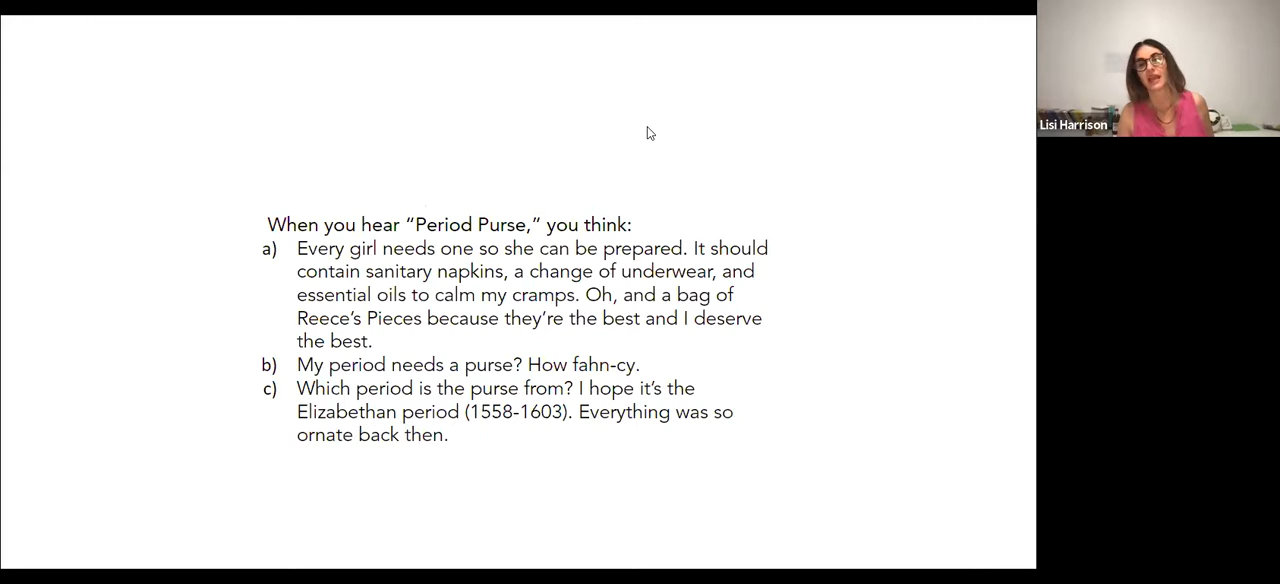 When you hear “Period Purse,” you think:
a) Every girl needs one so she can be prepared. It should
contain sanitary napkins, a change of underwear, and
essential oils to calm my cramps. Oh, and a bag of
Reece’s Pieces because they’re the best and I deserve
the best.
b) My period needs a purse? How fahn-cy.
c) Which period is the purse from? I hope it’s the
Elizabethan period (1558-1603). Everything was so
ornate back then.
Lisi Harrison